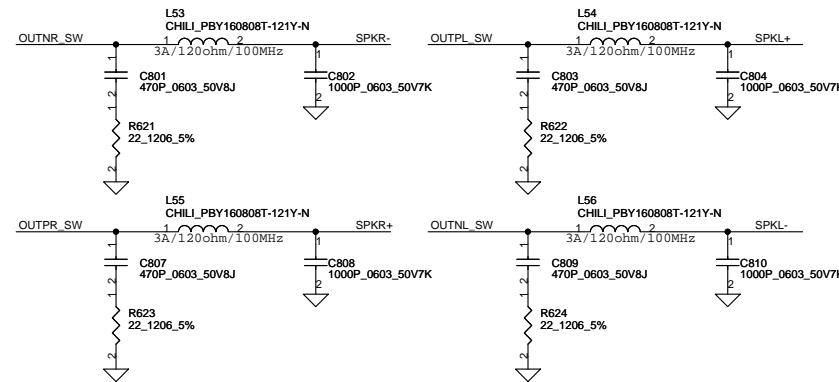 L53
CHILI_PBY160808T-121Y-N
OUTNR_SW
1
2
SPKR-
3A/120ohm/100MHz
1
2
C801
470P_0603_50V8J
1
2
C802
1000P_0603_50V7K
1
2
R621
22_1206_5%
L54
CHILI_PBY160808T-121Y-N
OUTPL_SW
1
2
SPKL+
3A/120ohm/100MHz
1
2
C803
470P_0603_50V8J
1
2
C804
1000P_0603_50V7K
1
2
R622
22_1206_5%
L55
CHILI_PBY160808T-121Y-N
OUTPR_SW
1
2
SPKR+
3A/120ohm/100MHz
1
2
C807
470P_0603_50V8J
1
2
C808
1000P_0603_50V7K
1
2
R623
22_1206_5%
L56
CHILI_PBY160808T-121Y-N
OUTNL_SW
1
2
SPKL-
3A/120ohm/100MHz
1
2
C809
470P_0603_50V8J
1
2
C810
1000P_0603_50V7K
1
2
R624
22_1206_5%